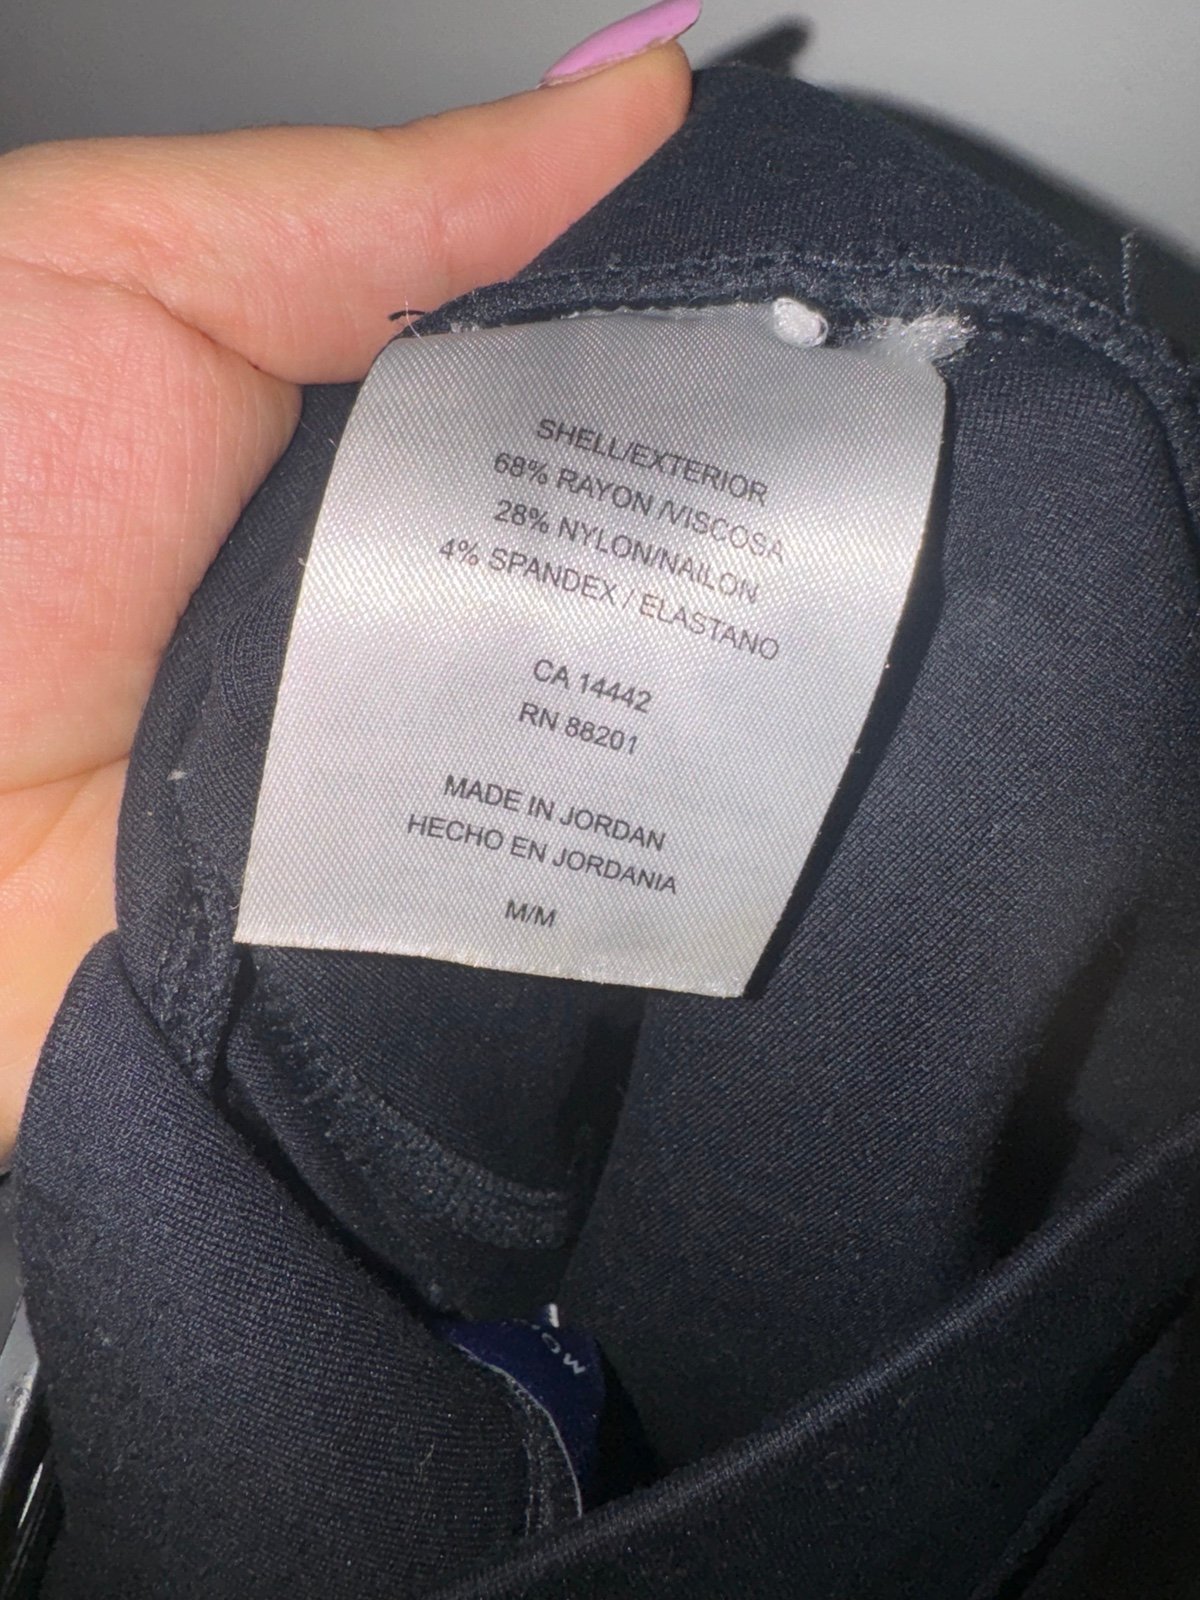 SHELL/EXTERIOR
68% RAYON /VISCOSA
28% NYLON/NAILON
4% SPANDEX / ELASTANO
CA 14442
RN 88201
MADE IN JORDAN
HECHO EN JORDANIA
M/M